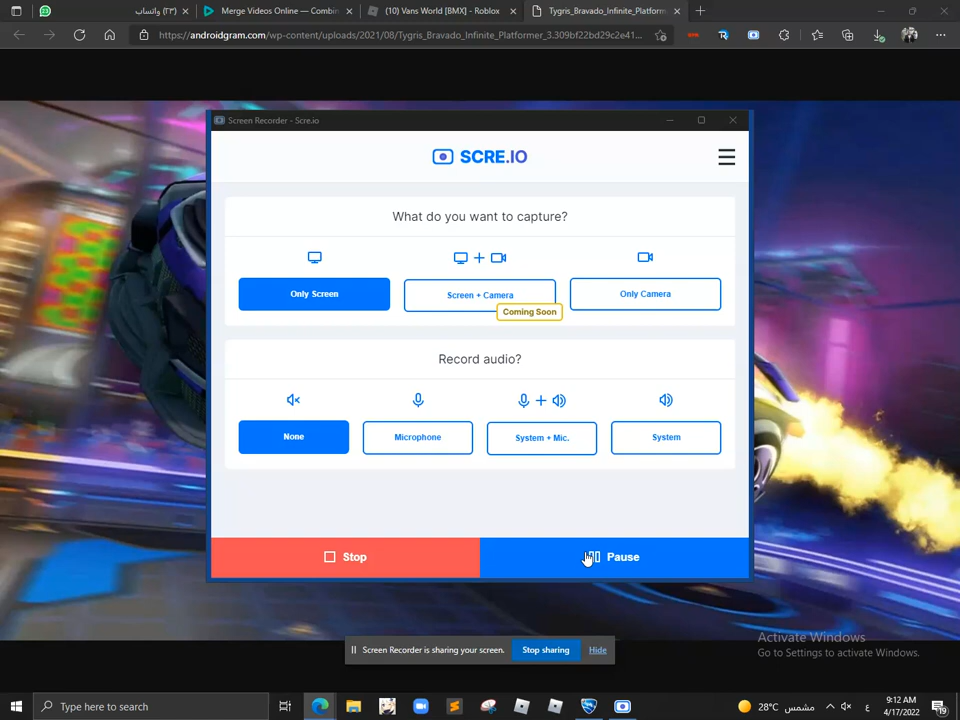 (٢٣) واتساب
Merge Videos Online — Combin
(10) Vans World [BMX] - Roblox
Tygris_Bravado_Infinite_Platform
https://androidgram.com/wp-content/uploads/2021/08/Tygris_Bravado_Infinite_Platformer_3.309bf22bd29c2e41...
Screen Recorder - Scre.io
SCRE.IO
What do you want to capture?
Only Screen
Screen + Camera
Only Camera
Coming Soon
Record audio?
None
Microphone
System + Mic.
System
Stop
Pause
Activate Windows
Go to Settings to activate Windows.
Screen Recorder is sharing your screen.
Stop sharing
Hide
Type here to search
28°C مشمس
ع
9:12 AM
4/17/2022
19